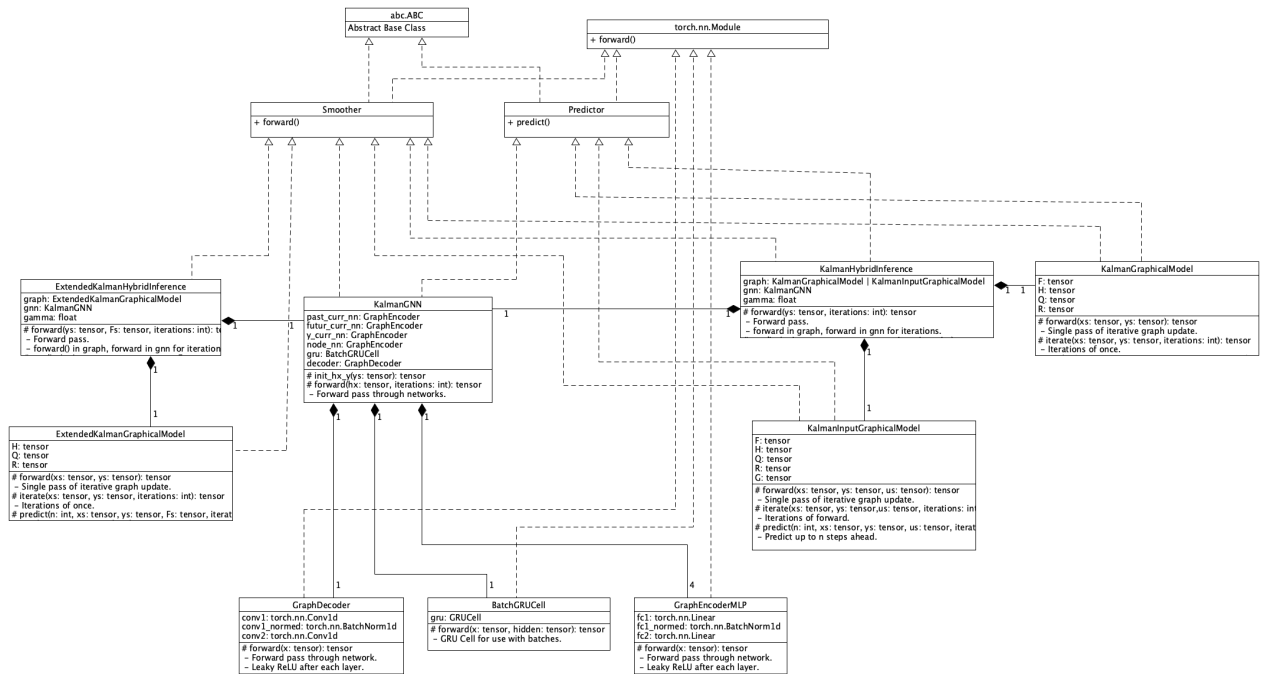 abc.ABC
Abstract Base Class
torch.nn.Module
+ forward()
Smoother
+ forward()
Predictor
+ predict()
ExtendedKalmanHybridInference
graph: ExtendedKalmanGraphicalModel
gnn: KalmanGNN
gamma: float
# forward(ys: tensor, Fs: tensor, iterations: int): t
– Forward pass.
– forward() in graph, forward in gnn for iteration
1
1
1
1
KalmanGNN
past_curr_nn: GraphEncoder
futur_curr_nn: GraphEncoder
y_curr_nn: GraphEncoder
node_nn: GraphEncoder
gru: BatchGRUCell
decoder: GraphDecoder
# init_hx_y(ys: tensor): tensor
# forward(hx: tensor, iterations: int): tensor
– Forward pass through networks.
1
1
1
1
1
KalmanHybridInference
graph: KalmanGraphicalModel | KalmanInputGraphicalModel
gnn: KalmanGNN
gamma: float
# forward(ys: tensor, iterations: int): tensor
– Forward pass.
– forward in graph, forward in gnn for iterations.
1
1
1
1
KalmanGraphicalModel
F: tensor
H: tensor
Q: tensor
R: tensor
# forward(xs: tensor, ys: tensor): tensor
– Single pass of iterative graph update.
# iterate(xs: tensor, ys: tensor, iterations: int): tensor
– Iterations of once.
ExtendedKalmanGraphicalModel
H: tensor
Q: tensor
R: tensor
# forward(xs: tensor, ys: tensor): tensor
– Single pass of iterative graph update.
# iterate(xs: tensor, ys: tensor, iterations: int): tensor
– Iterations of once.
# predict(n: int, xs: tensor, ys: tensor, Fs: tensor, iterat
KalmanInputGraphicalModel
F: tensor
H: tensor
Q: tensor
R: tensor
G: tensor
# forward(xs: tensor, ys: tensor, us: tensor): tensor
– Single pass of iterative graph update.
# iterate(xs: tensor, ys: tensor,us: tensor, iterations: int
– Iterations of forward.
# predict(n: int, xs: tensor, ys: tensor, us: tensor, iterat
– Predict up to n steps ahead.
1
1
4
GraphDecoder
conv1: torch.nn.Conv1d
conv1_normed: torch.nn.BatchNorm1d
conv2: torch.nn.Conv1d
# forward(x: tensor): tensor
– Forward pass through network.
– Leaky ReLU after each layer.
BatchGRUCell
gru: GRUCell
# forward(x: tensor, hidden: tensor): tensor
– GRU Cell for use with batches.
GraphEncoderMLP
fc1: torch.nn.Linear
fc1_normed: torch.nn.BatchNorm1d
fc2: torch.nn.Linear
# forward(x: tensor): tensor
– Forward pass through network.
– Leaky ReLU after each layer.